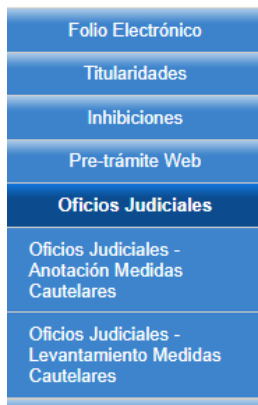 Folio Electrónico
Titularidades
Inhibiciones
Pre-trámite Web
Oficios Judiciales
Oficios Judiciales -
Anotación Medidas
Cautelares
Oficios Judiciales -
Levantamiento Medidas
Cautelares